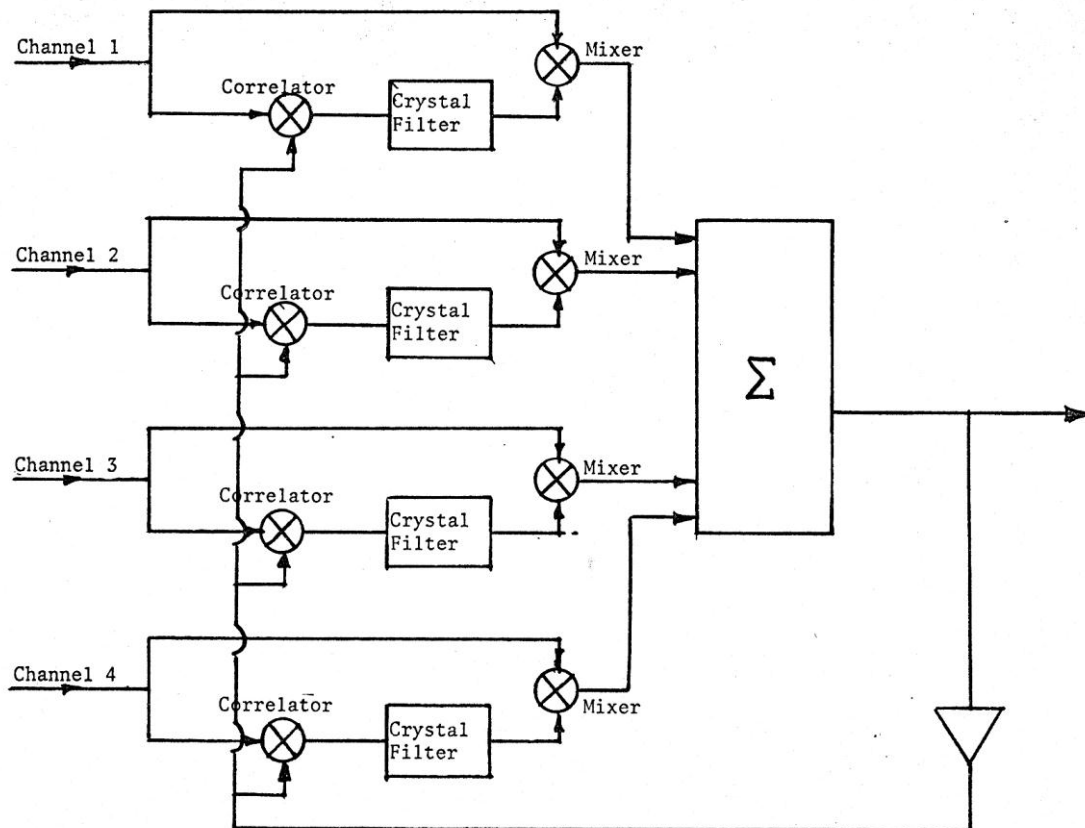 Channel 1
Mixer
Correlator
Crystal
Filter
Channel 2
Mixer
Correlator
Crystal
Filter
Σ
Channel 3
Mixer
Correlator
Crystal
Filter
Channel 4
Mixer
Correlator
Crystal
Filter